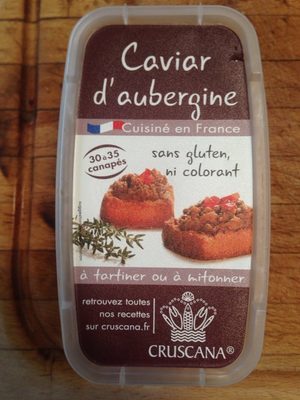 Caviar
d'aubergine
Cuisiné en France
30 à 35
canapés
sans gluten,
ni colorant
à tartiner ou à mitonner
retrouvez toutes
nos recettes
sur cruscana.fr
CRUSCANA®